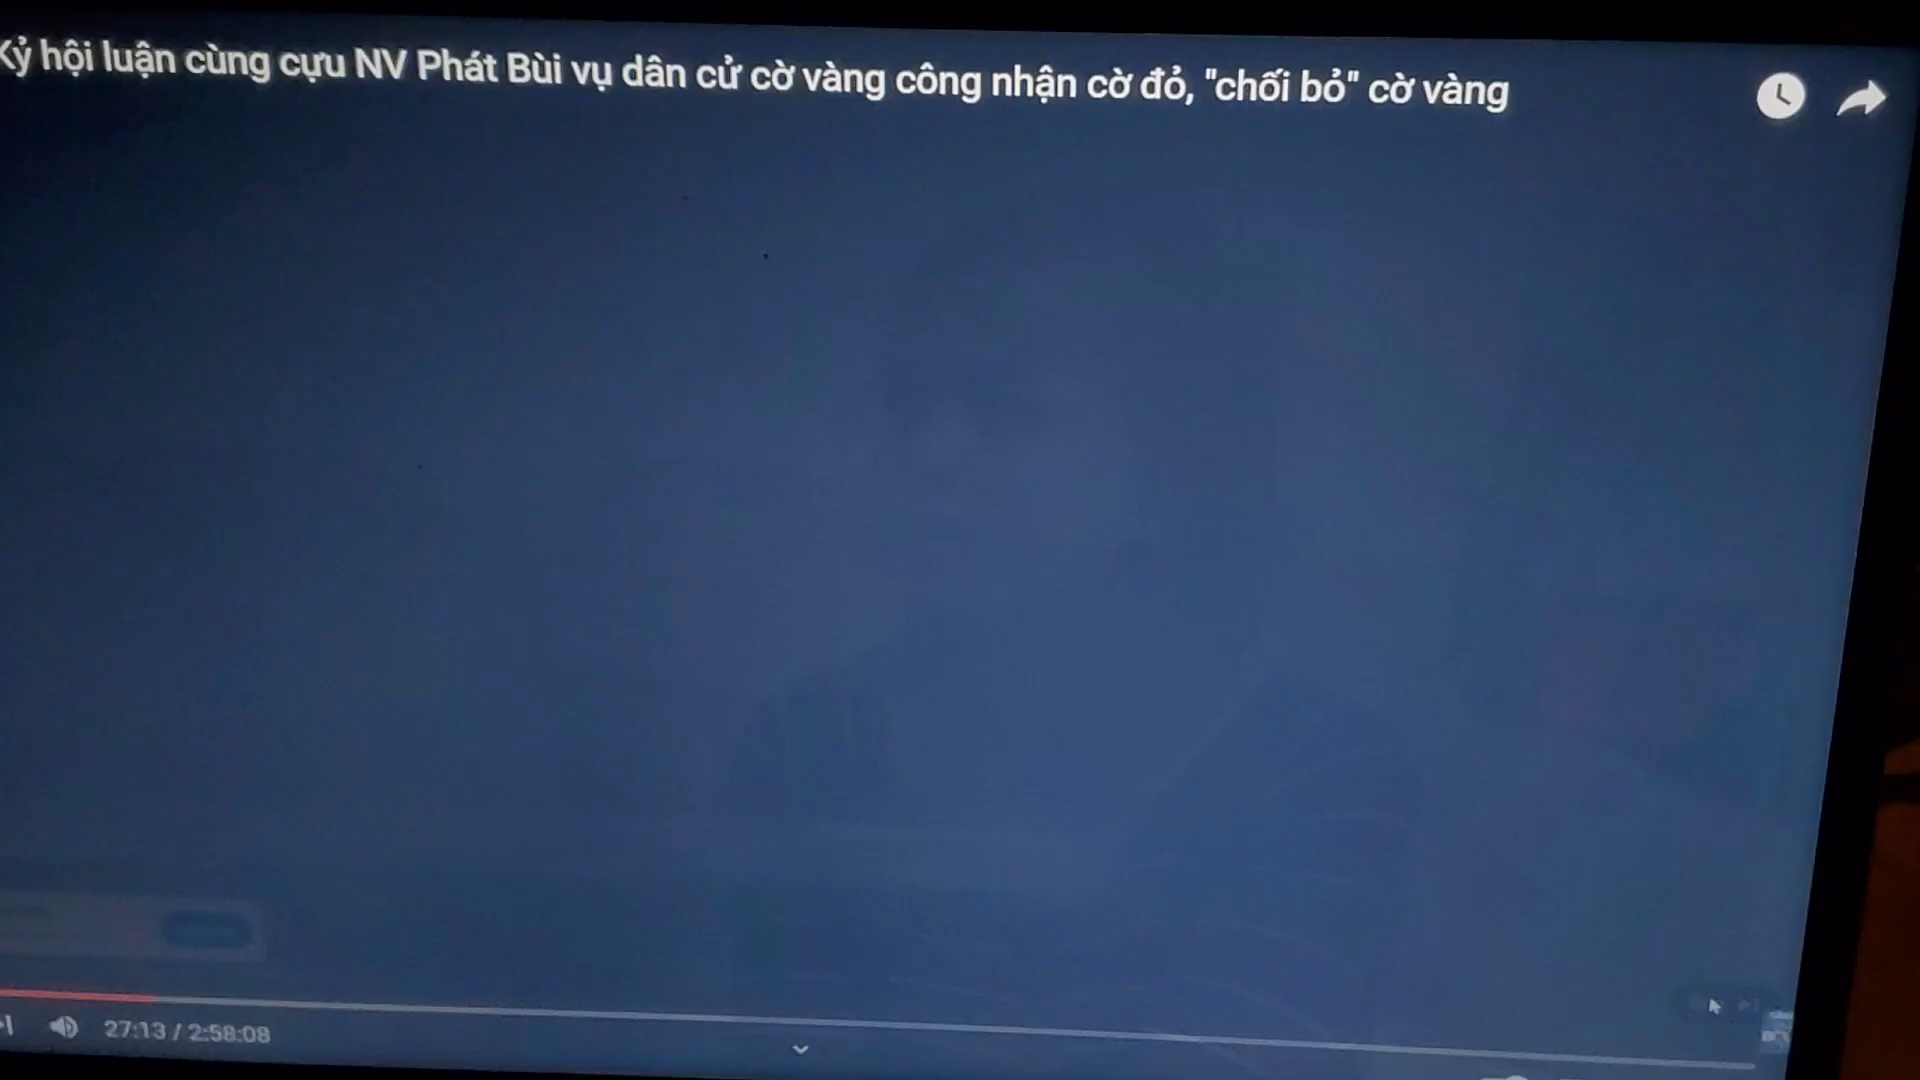 Kỷ hội luận cùng cựu NV Phát Bùi vụ dân cử cờ vàng công nhận cờ đỏ, "chối bỏ" cờ vàng
27:13 / 2:58:08